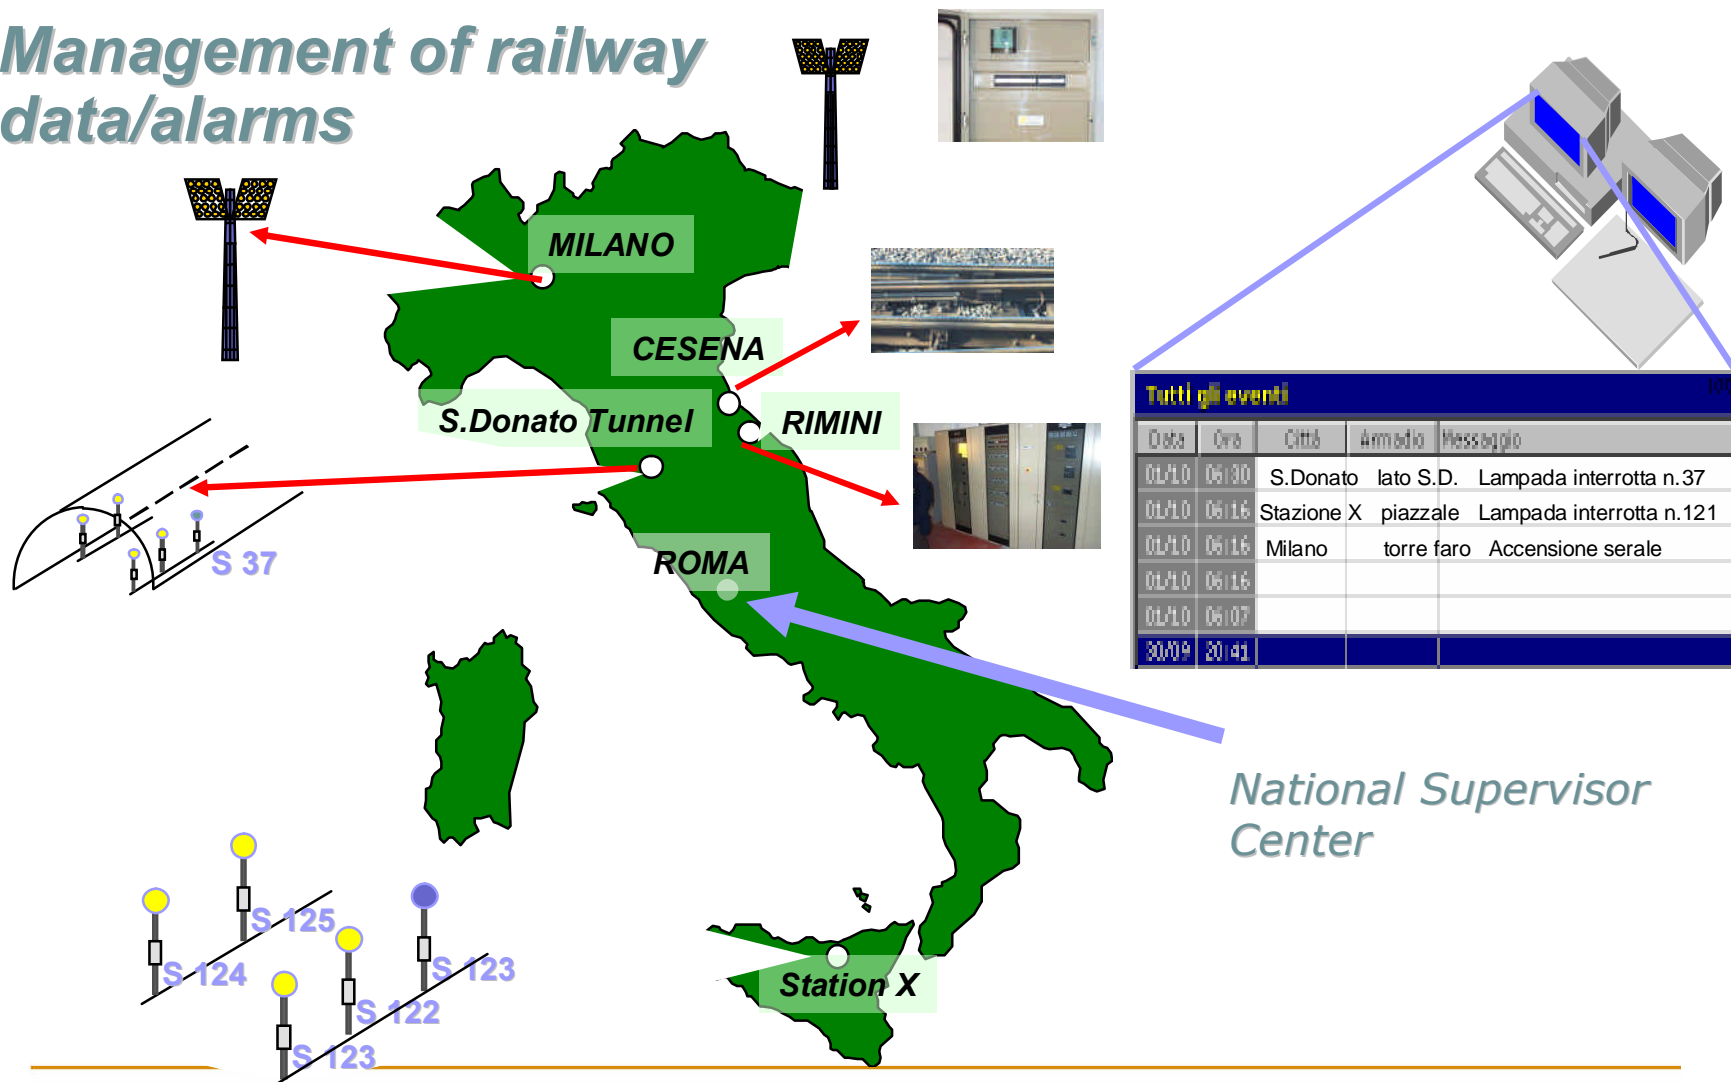 Management of railway
data/alarms
MILANO
CESENA
S.Donato Tunnel
RIMINI
ROMA
S 37
Tutti gli eventi
Data Ora Città Armadio Messaggio
01/10 06:30 S.Donato lato S.D. Lampada interrotta n.37
01/10 06:16 Stazione X piazzale Lampada interrotta n.121
01/10 06:16 Milano torre faro Accensione serale
01/10 06:16
01/10 06:07
30/09 20:41
National Supervisor
Center
S 125
S 124
S 123
S 122
S 123
Station X